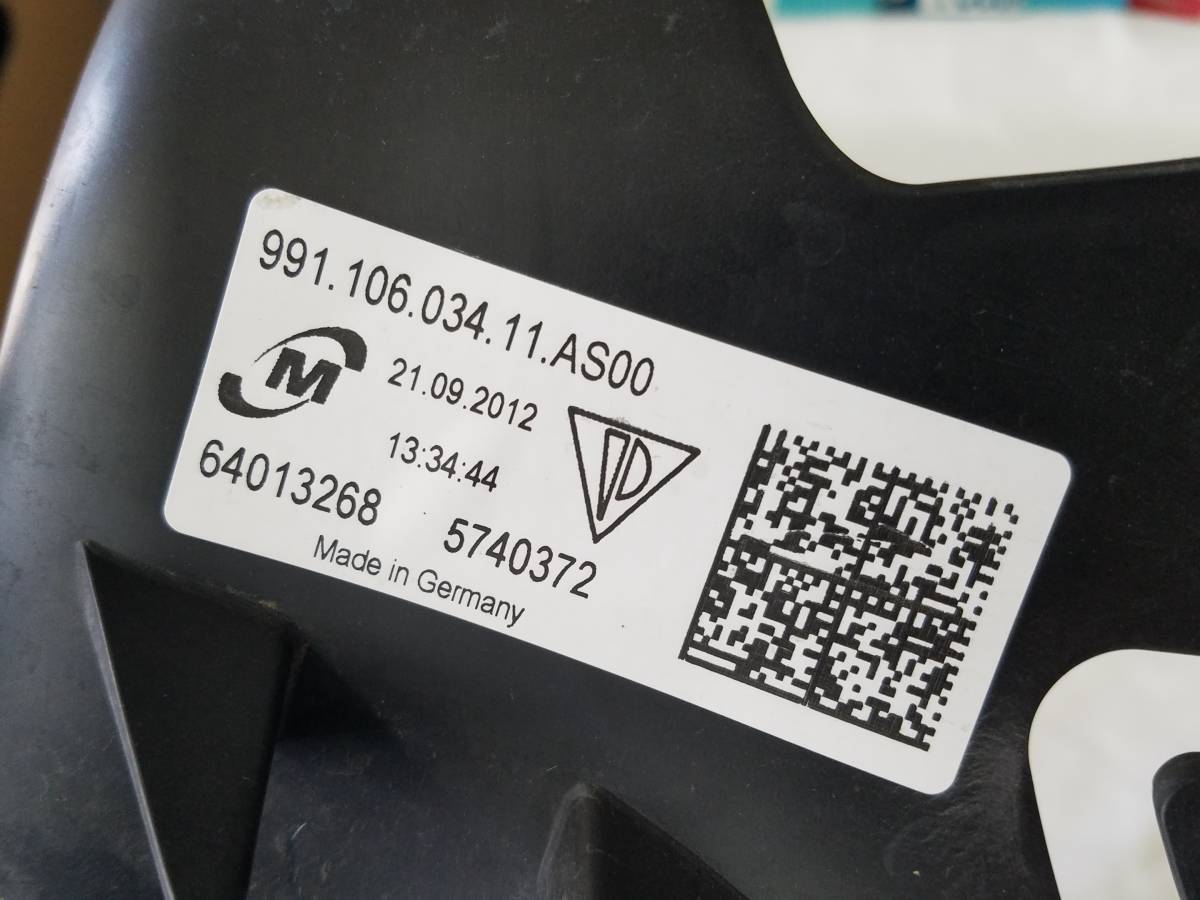 991.106.034.11.AS00
M
21.09.2012
13:34:44
64013268
5740372
Made in Germany